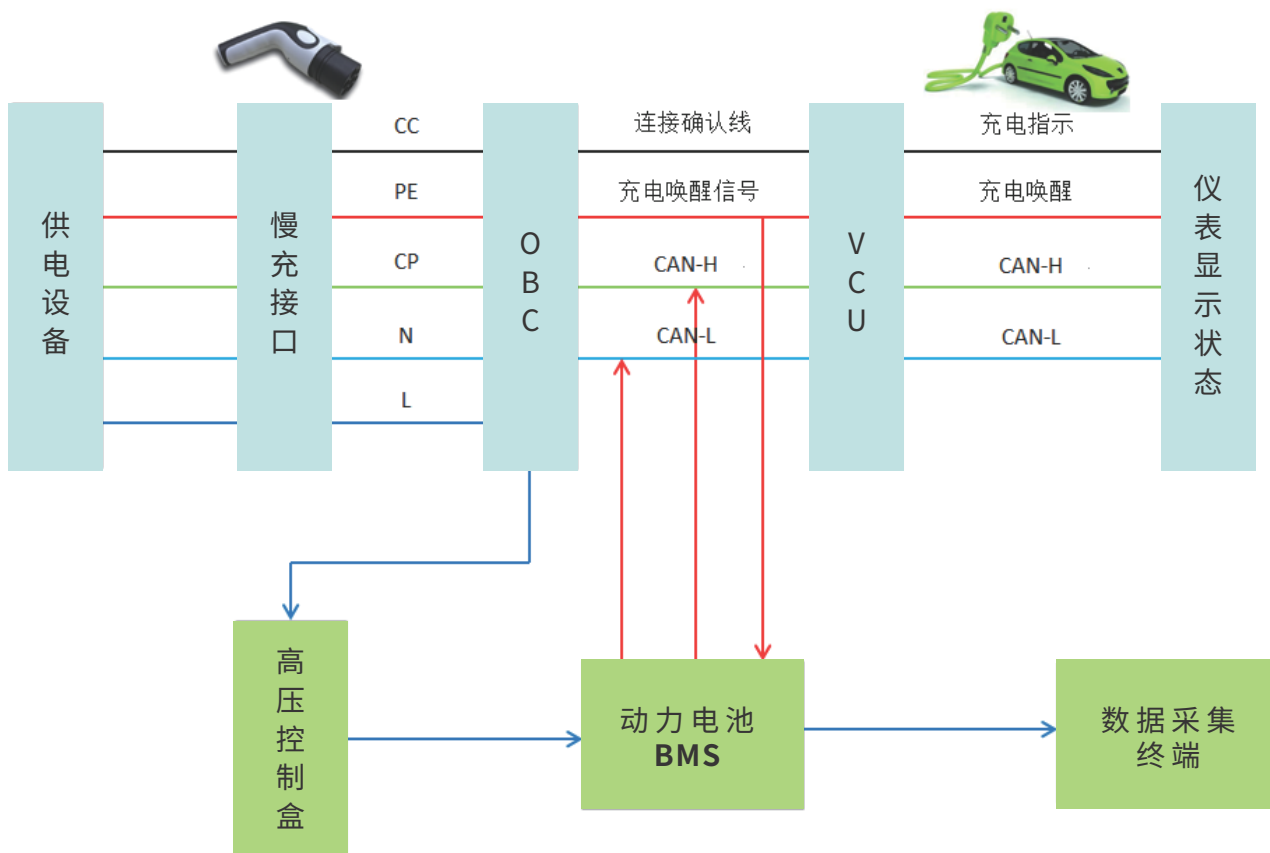 供电设备
慢充接口
CC
PE
CP
N
L
OBC
连接确认线
充电唤醒信号
CAN-H
CAN-L
VCU
充电指示
充电唤醒
CAN-H
CAN-L
仪表显示状态
高压控制盒
动力电池
BMS
数据采集
终端